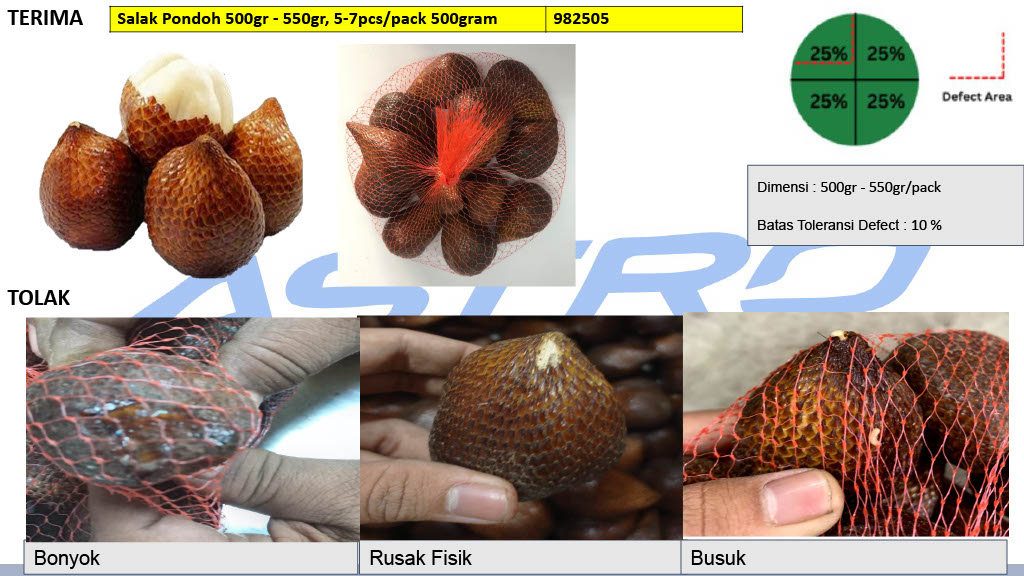 TERIMA
Salak Pondoh 500gr - 550gr, 5-7pcs/pack 500gram 982505
25% 25%
25% 25%
Defect Area
Dimensi : 500gr - 550gr/pack
Batas Toleransi Defect : 10 %
ASTRO
TOLAK
Bonyok Rusak Fisik Busuk